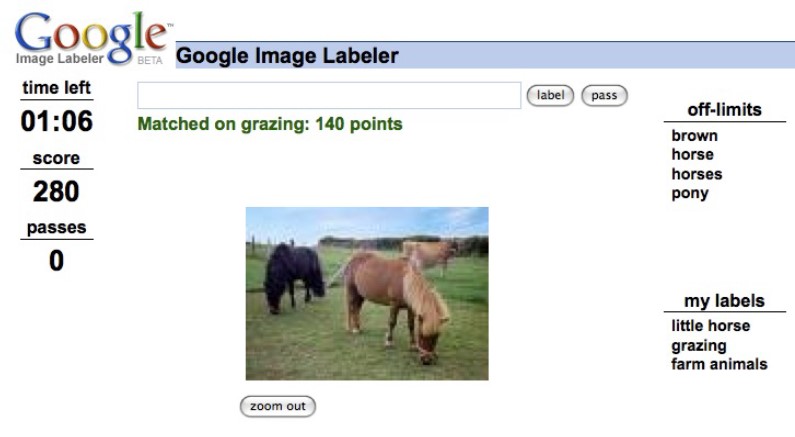 Google™
Image Labeler BETA
Google Image Labeler
time left
01:06
score
280
passes
0
label
pass
Matched on grazing: 140 points
zoom out
off-limits
brown
horse
horses
pony
my labels
little horse
grazing
farm animals